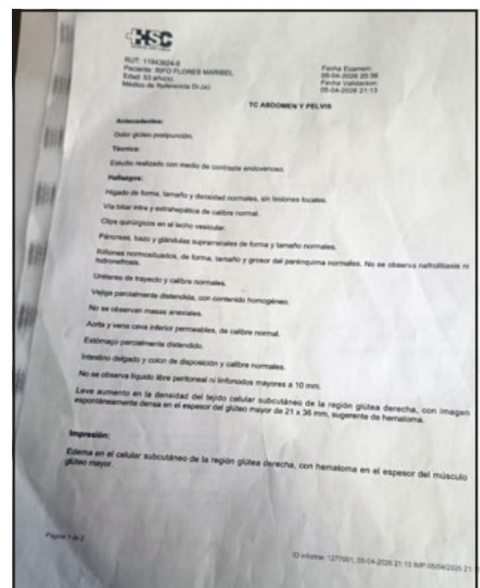 HSC
RUT: 11943624-9
Paciente: RIFO FLORES MARIBEL
Edad: 53 año(s)
Médico de Referencia Dr.(a):
Fecha Examen:
05-04-2026 20:36
Fecha Validacion:
05-04-2026 21:13
TC ABDOMEN Y PELVIS
Antecedentes:
Dolor glúteo postpunción.
Técnica:
Estudio realizado con medio de contraste endovenoso.
Hallazgos:
Hígado de forma, tamaño y densidad normales, sin lesiones focales.
Vía biliar intra y extrahepática de calibre normal.
Clips quirúrgicos en el lecho vesicular.
Páncreas, bazo y glándulas suprarrenales de forma y tamaño normales.
Riñones normosituados, de forma, tamaño y grosor del parénquima normales. No se observa nefrolitiasis ni
hidronefrosis.
Uréteres de trayecto y calibre normales.
Vejiga parcialmente distendida, con contenido homogéneo.
No se observan masas anexiales.
Aorta y vena cava inferior permeables, de calibre normal.
Estómago parcialmente distendido.
Intestino delgado y colon de disposición y calibre normales.
No se observa líquido libre peritoneal ni linfonodos mayores a 10 mm.
Leve aumento en la densidad del tejido celular subcutáneo de la región glútea derecha, con imagen
espontáneamente densa en el espesor del glúteo mayor de 21 x 36 mm, sugerente de hematoma.
Impresión:
Edema en el celular subcutáneo de la región glútea derecha, con hematoma en el espesor del músculo
glúteo mayor.
Página 1 de 2
ID informe: 1277001, 05-04-2026 21:13 IMP:05/04/2026 21:1